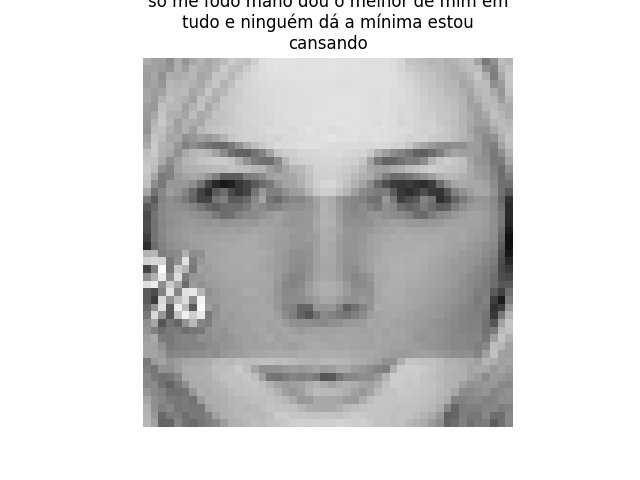 só me fodo mano dou o melhor de mim em
tudo e ninguém dá a mínima estou
cansando
%